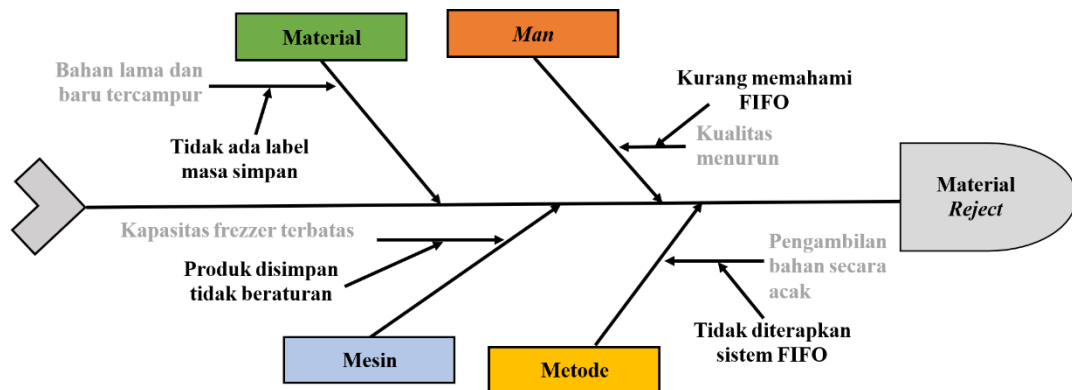 Material
Man
Bahan lama dan
baru tercampur
Kurang memahami
FIFO
Tidak ada label
masa simpan
Kualitas
menurun
Material
Reject
Kapasitas frezzer terbatas
Produk disimpan
tidak beraturan
Pengambilan
bahan secara
acak
Tidak diterapkan
sistem FIFO
Mesin
Metode